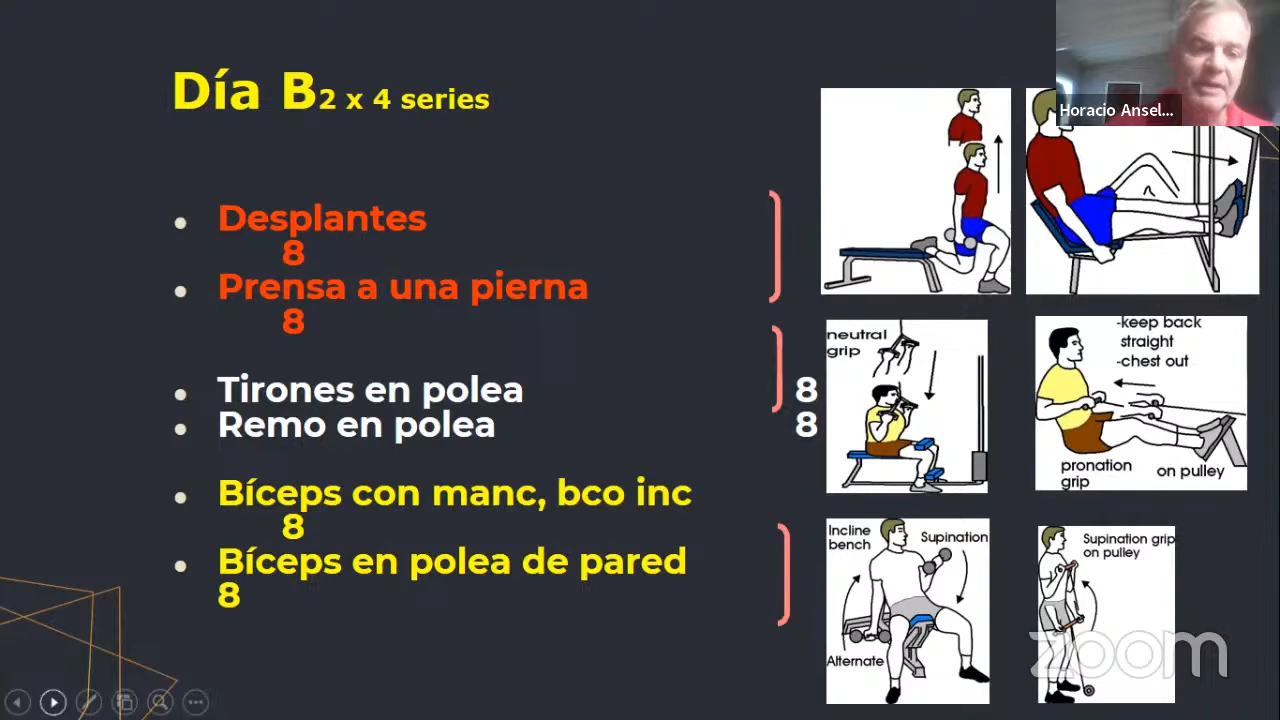 Día B2 x 4 series
Horacio Ansel...
Desplantes
8
Prensa a una pierna
8
Tirones en polea 8
Remo en polea 8
Bíceps con manc, bco inc
8
Bíceps en polea de pared
8
neutral
grip
-keep back
straight
-chest out
pronation
grip
on pulley
Incline
bench
Supination
Alternate
Supination grip
on pulley
zoom